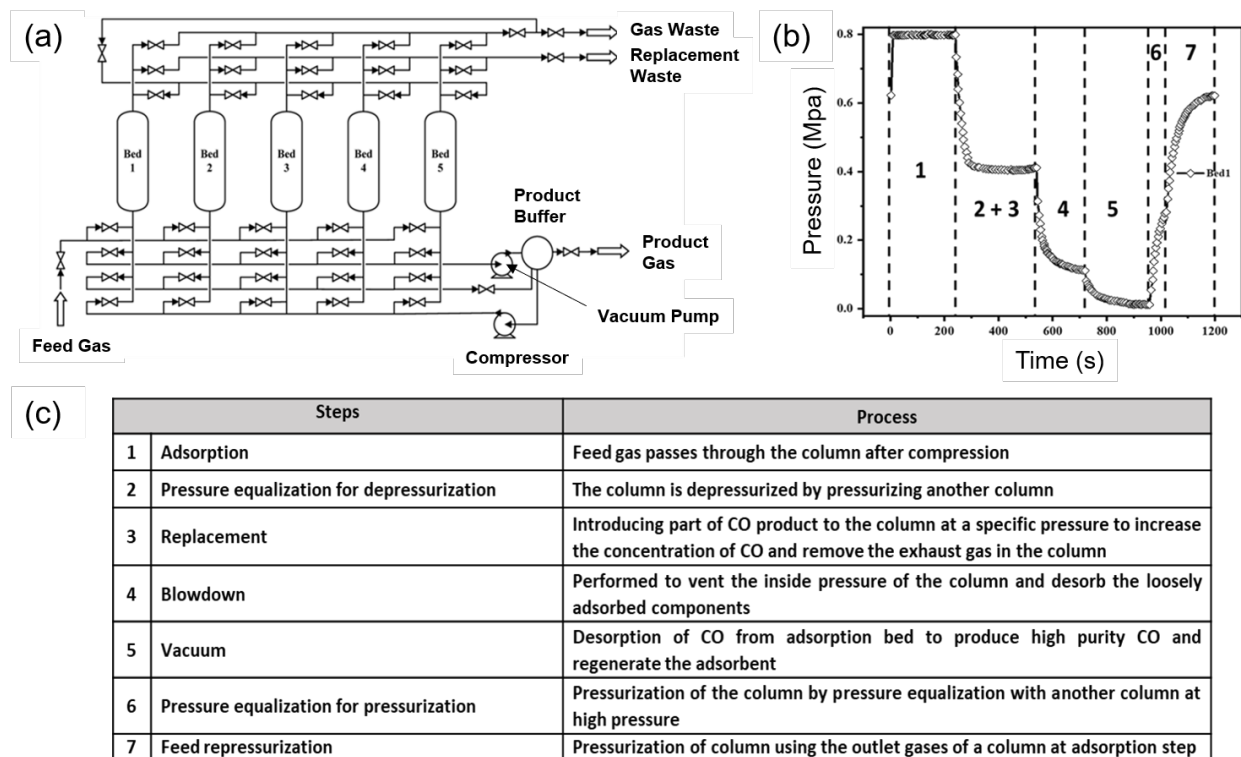 (a)
Gas Waste
Replacement
Waste
Bed
1
Bed
2
Bed
3
Bed
4
Bed
5
Product
Buffer
Product
Gas
Vacuum Pump
Feed Gas
Compressor
(b)
Pressure (Mpa)
0.8
0.6
0.4
0.2
0.0
1
2 + 3
4
5
6
7
Bed1
0 200 400 600 800 1000 1200
Time (s)
(c)
Steps Process
1 Adsorption Feed gas passes through the column after compression
2 Pressure equalization for depressurization The column is depressurized by pressurizing another column
3 Replacement Introducing part of CO product to the column at a specific pressure to increase
the concentration of CO and remove the exhaust gas in the column
4 Blowdown Performed to vent the inside pressure of the column and desorb the loosely
adsorbed components
5 Vacuum Desorption of CO from adsorption bed to produce high purity CO and
regenerate the adsorbent
6 Pressure equalization for pressurization Pressurization of the column by pressure equalization with another column at
high pressure
7 Feed repressurization Pressurization of column using the outlet gases of a column at adsorption step